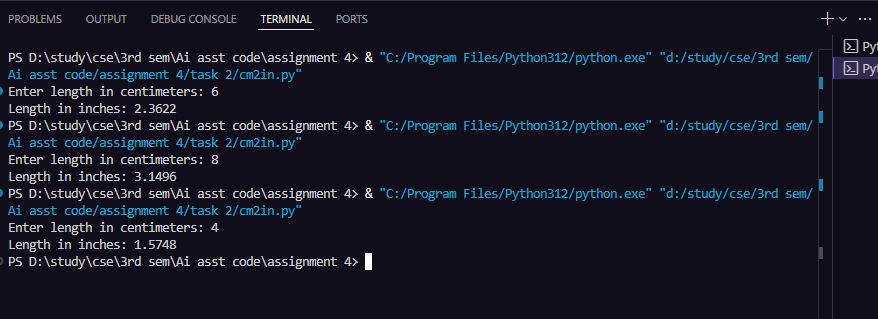 PROBLEMS OUTPUT DEBUG CONSOLE TERMINAL PORTS
PS D:\study\cse\3rd sem\Ai asst code\assignment 4> & "C:/Program Files/Python312/python.exe" "d:/study/cse/3rd sem/
Ai asst code/assignment 4/task 2/cm2in.py"
Enter length in centimeters: 6
Length in inches: 2.3622
PS D:\study\cse\3rd sem\Ai asst code\assignment 4> & "C:/Program Files/Python312/python.exe" "d:/study/cse/3rd sem/
Ai asst code/assignment 4/task 2/cm2in.py"
Enter length in centimeters: 8
Length in inches: 3.1496
PS D:\study\cse\3rd sem\Ai asst code\assignment 4> & "C:/Program Files/Python312/python.exe" "d:/study/cse/3rd sem/
Ai asst code/assignment 4/task 2/cm2in.py"
Enter length in centimeters: 4
Length in inches: 1.5748
PS D:\study\cse\3rd sem\Ai asst code\assignment 4>
Py
Py